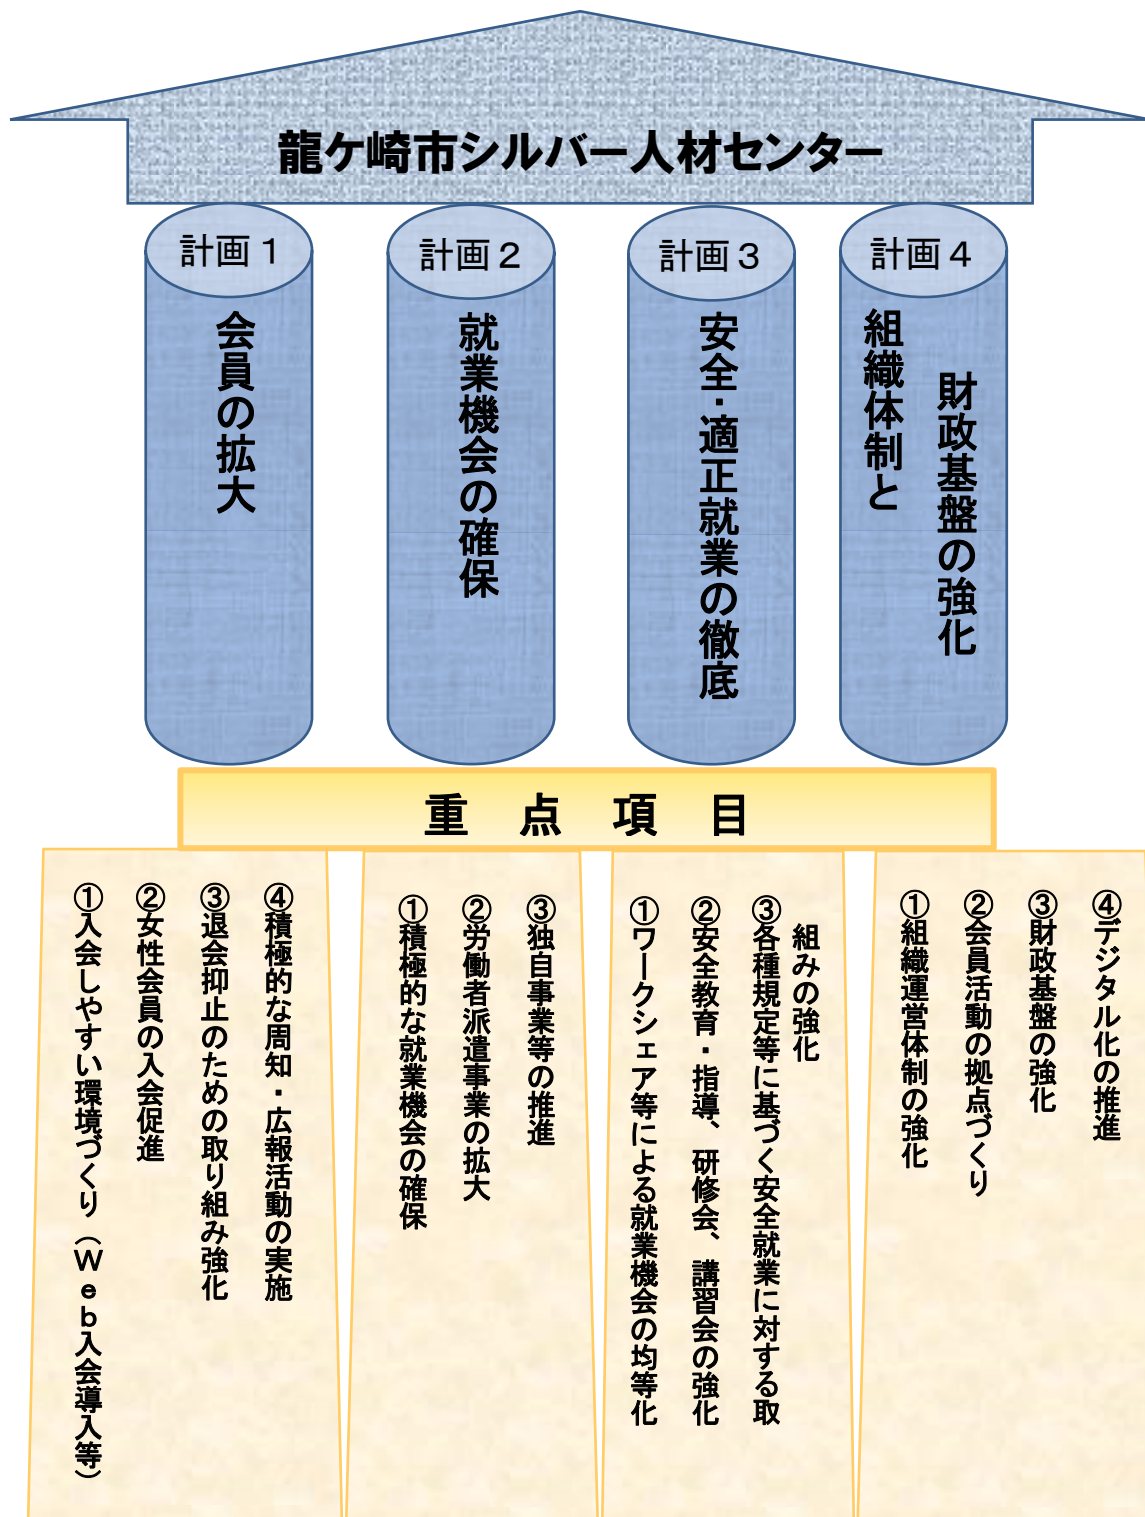 龍ケ崎市シルバー人材センター
計画１
会員の拡大
計画２
就業機会の確保
計画３
安全・適正就業の徹底
計画４
組織体制と
財政基盤の強化
重点項目
①入会しやすい環境づくり（Ｗｅｂ入会導入等）
②女性会員の入会促進
③退会抑止のための取り組み強化
④積極的な周知・広報活動の実施
①積極的な就業機会の確保
②労働者派遣事業の拡大
③独自事業等の推進
①ワークシェア等による就業機会の均等化
②安全教育・指導、研修会、講習会の強化
③各種規定等に基づく安全就業に対する取
組みの強化
①組織運営体制の強化
②会員活動の拠点づくり
③財政基盤の強化
④デジタル化の推進